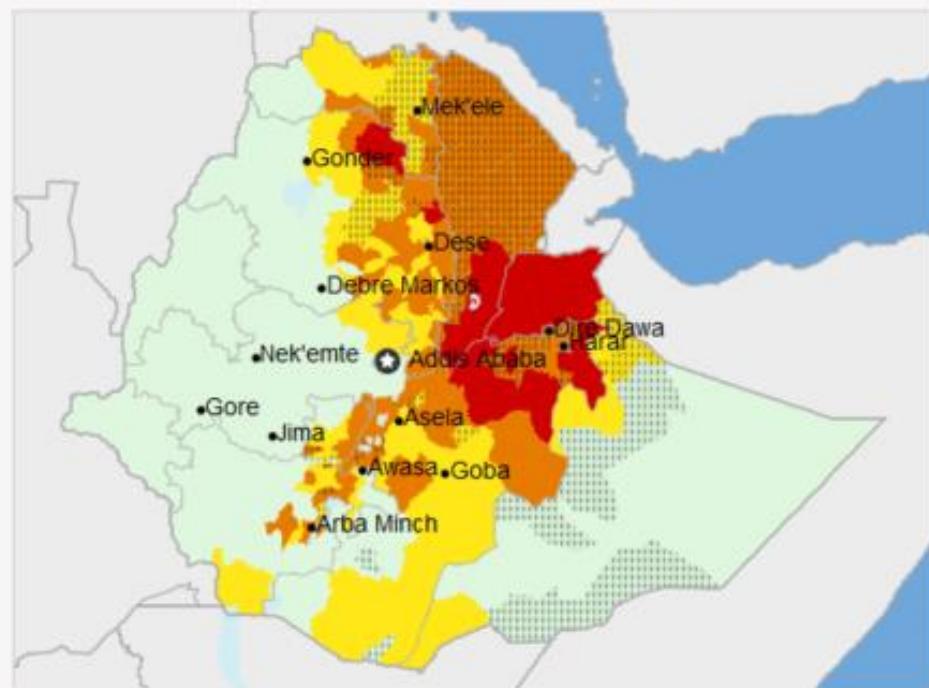 Mek'ele
Gonder
Dese
Debre Markos
Dire Dawa
Harar
Nek'emte
Addis Ababa
Gore
Asela
Jima
Awasa
Goba
Arba Minch